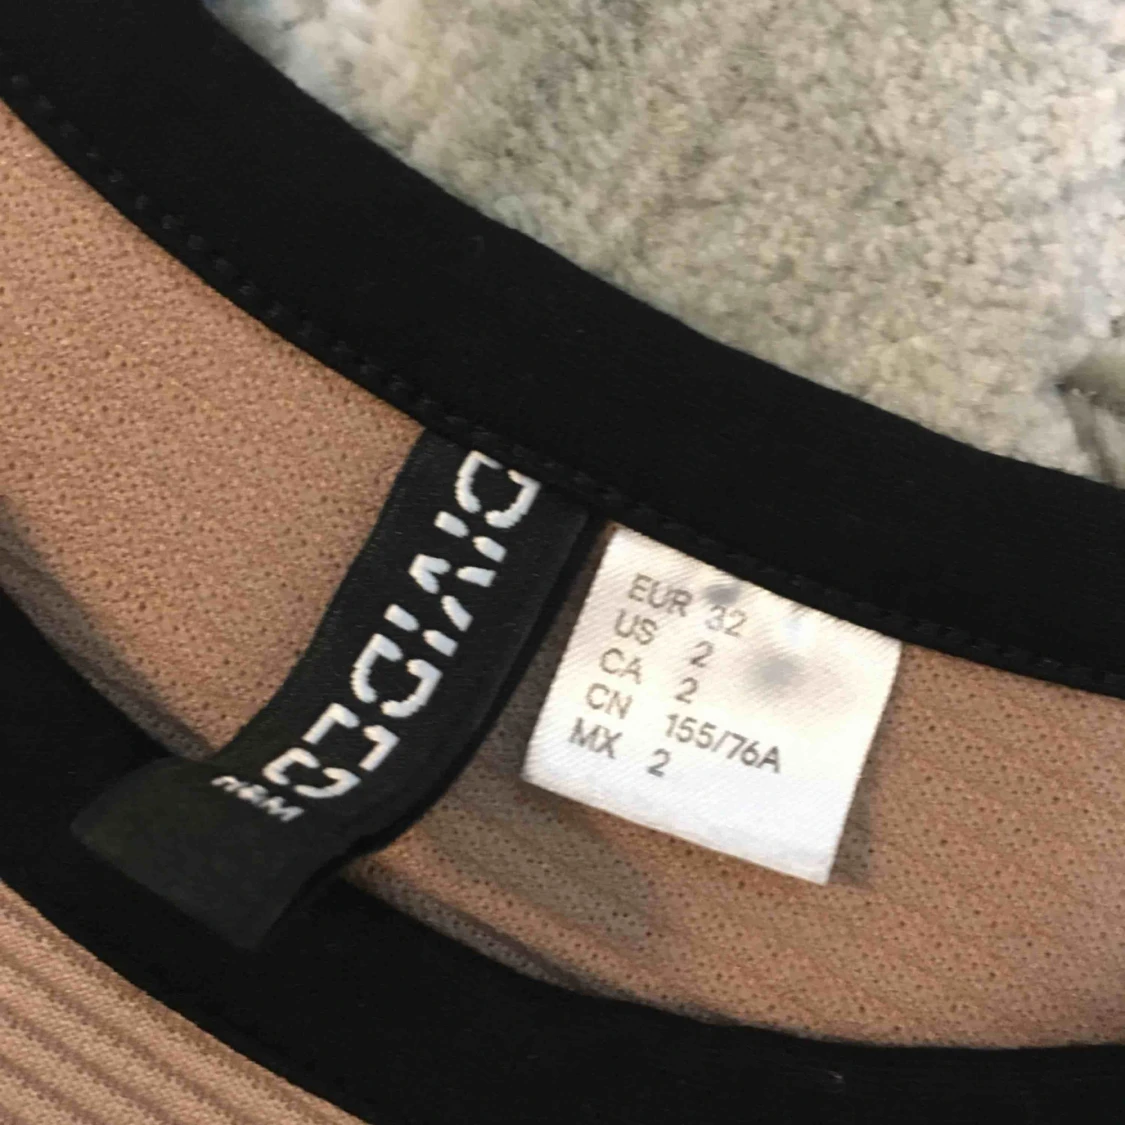 DIVIDED
H&M
EUR 32
US 2
CA 2
CN 155/76A
MX 2